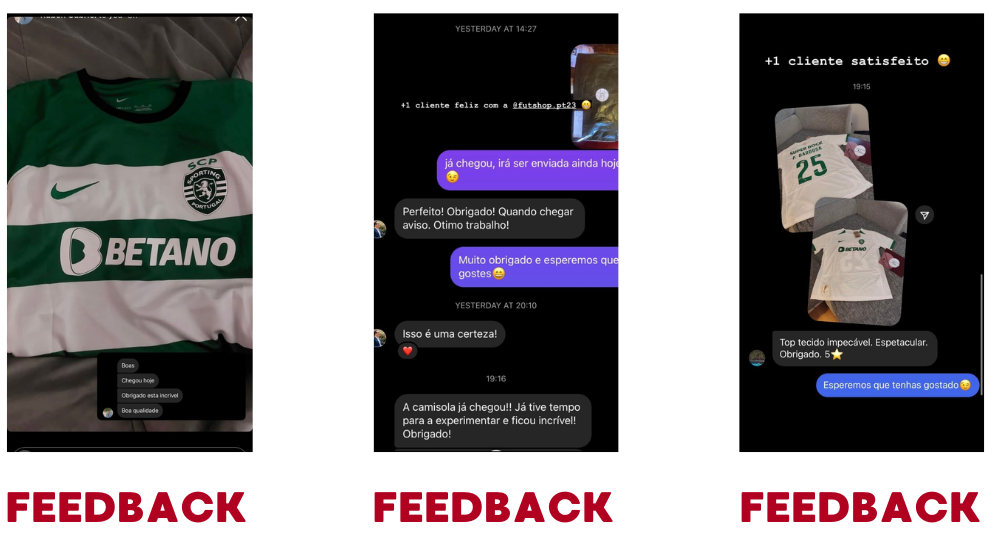 SCP
SPORTING
PORTUGAL
BETANO
Boas
Chegou hoje
Obrigado esta incrivel
Boa qualidade
FEEDBACK
YESTERDAY AT 14:27
+1 cliente feliz com a @futshop.pt23 😁
já chegou, irá ser enviada ainda hoje
😉
Perfeito! Obrigado! Quando chegar
aviso. Otimo trabalho!
Muito obrigado e esperemos que
gostes😄
YESTERDAY AT 20:10
Isso é uma certeza!
❤️
19:16
A camisola já chegou!! Já tive tempo
para a experimentar e ficou incrível!
Obrigado!
FEEDBACK
+1 cliente satisfeito 😁
19:15
SUPER BOCK
P. BARBOSA
25
BETANO
Top tecido impecável. Espetacular.
Obrigado. 5⭐
Esperemos que tenhas gostado😉
FEEDBACK